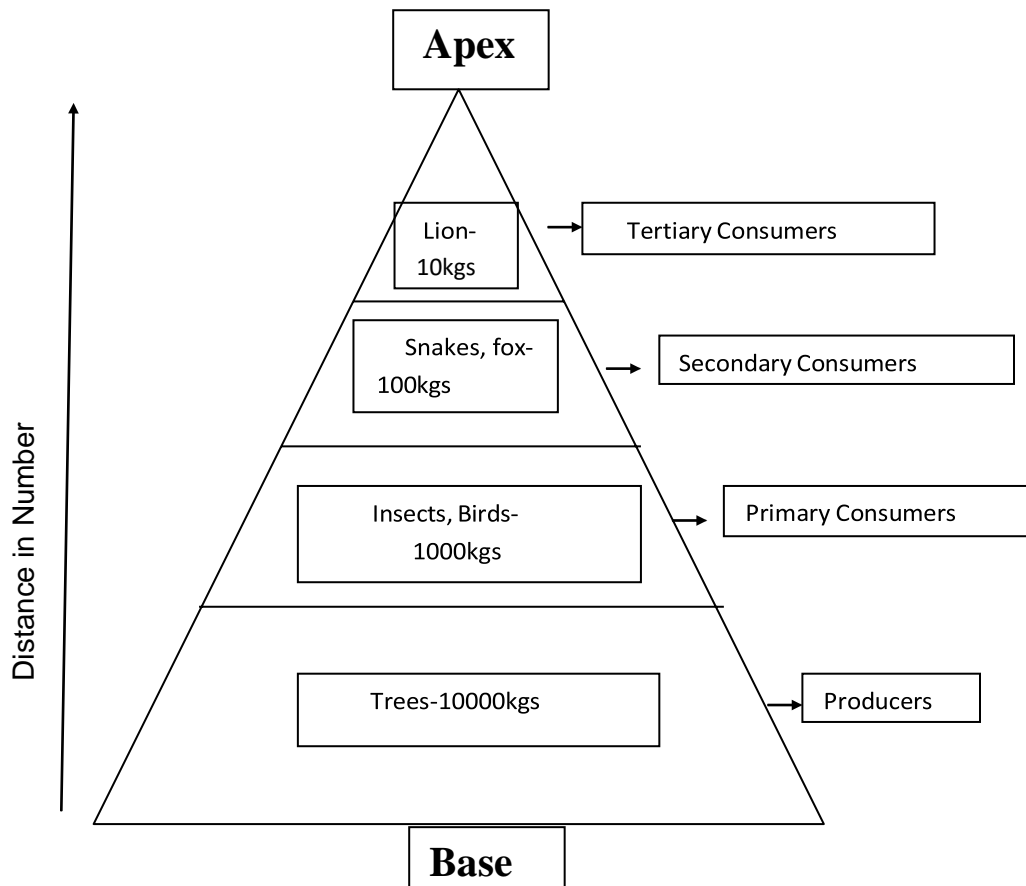 Apex
Lion-
10kgs
Tertiary Consumers
Snakes, fox-
100kgs
Secondary Consumers
Insects, Birds-
1000kgs
Primary Consumers
Distance in Number
Trees-10000kgs
Producers
Base